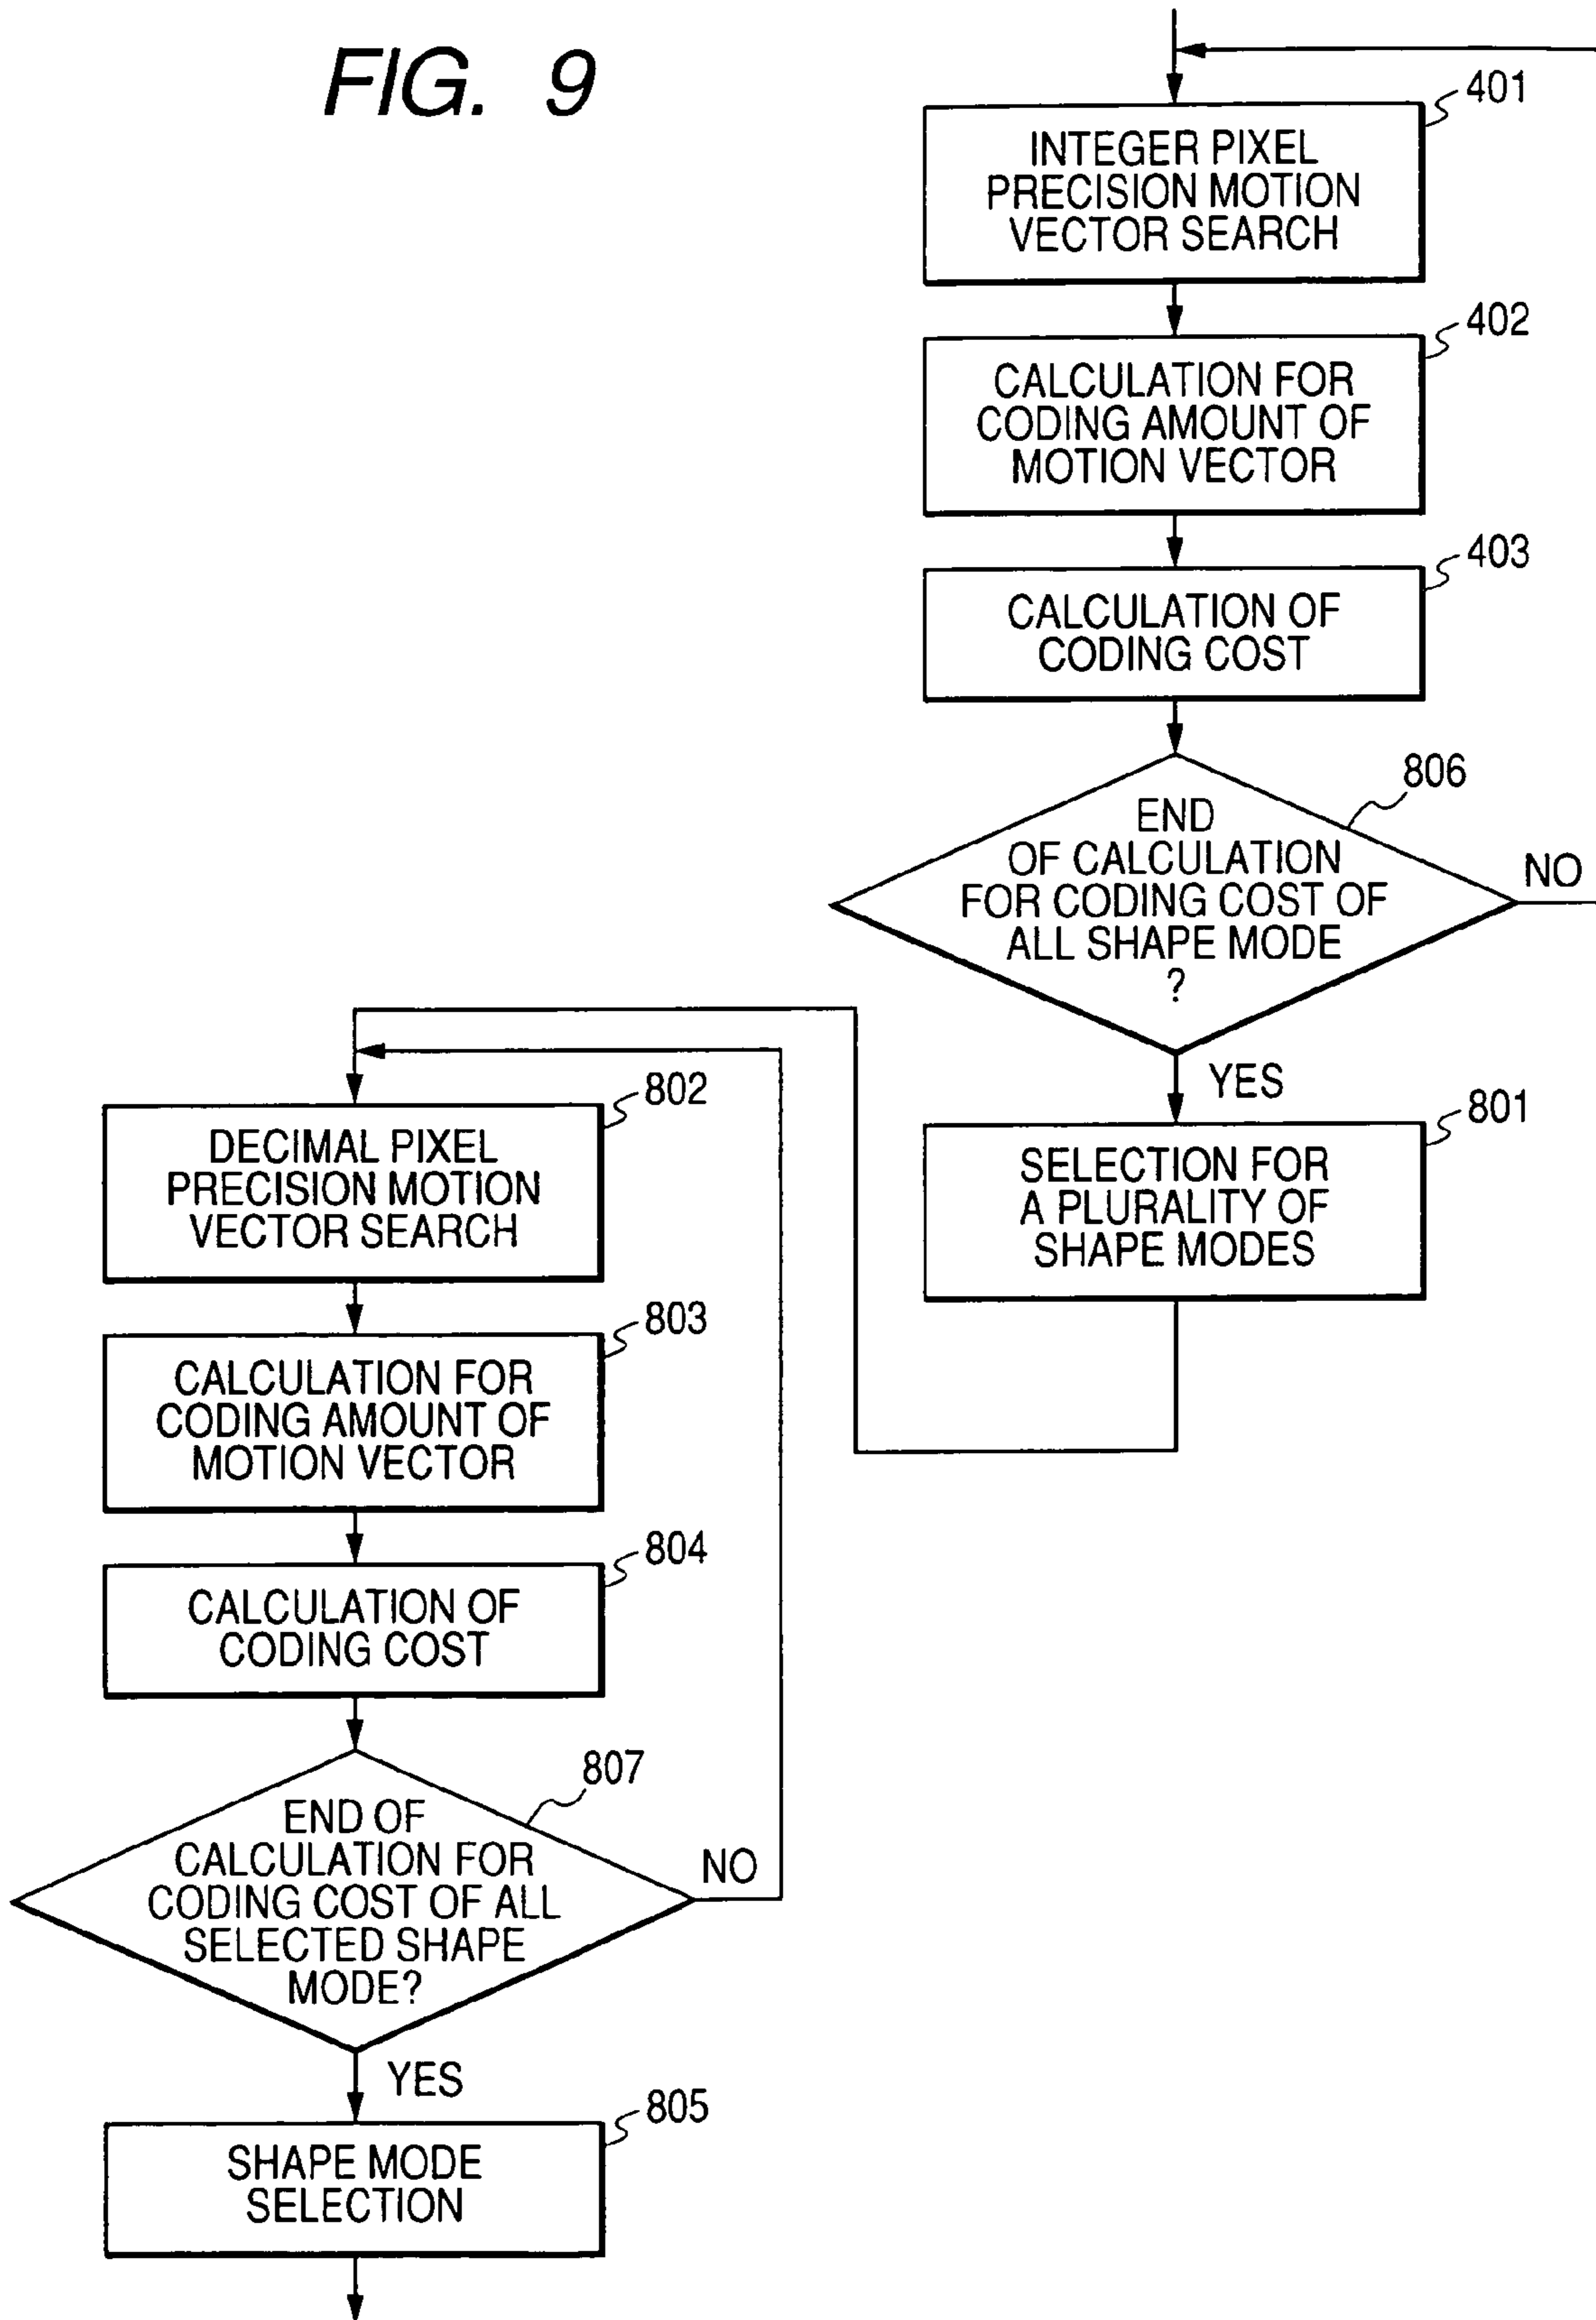 FIG. 9
401
INTEGER PIXEL
PRECISION MOTION
VECTOR SEARCH
402
CALCULATION FOR
CODING AMOUNT OF
MOTION VECTOR
403
CALCULATION OF
CODING COST
806
END
OF CALCULATION
FOR CODING COST OF
ALL SHAPE MODE
?
NO
YES
801
SELECTION FOR
A PLURALITY OF
SHAPE MODES
802
DECIMAL PIXEL
PRECISION MOTION
VECTOR SEARCH
803
CALCULATION FOR
CODING AMOUNT OF
MOTION VECTOR
804
CALCULATION OF
CODING COST
807
END OF
CALCULATION FOR
CODING COST OF ALL
SELECTED SHAPE
MODE?
NO
YES
805
SHAPE MODE
SELECTION